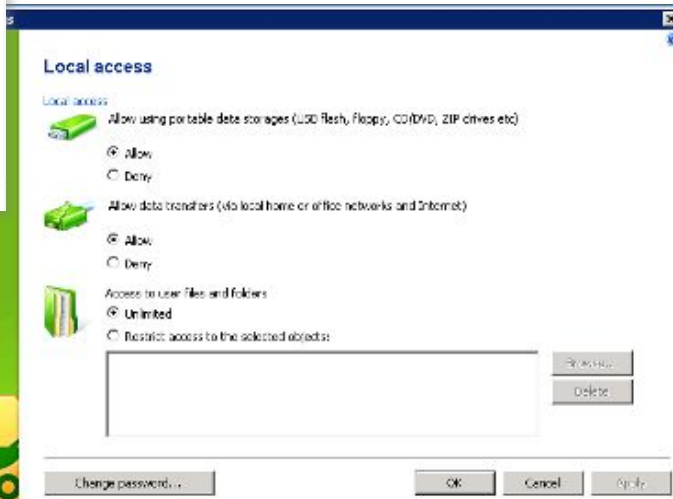 Local access
Local access
Allow using portable data storages (USB flash, floppy, CD/DVD, ZIP drives etc)
Allow
Deny
Allow data transfers (via local home or office networks and Internet)
Allow
Deny
Access to user files and folders
Unlimited
Restrict access to the selected objects:
Browse...
Delete
Change password...
OK
Cancel
Apply